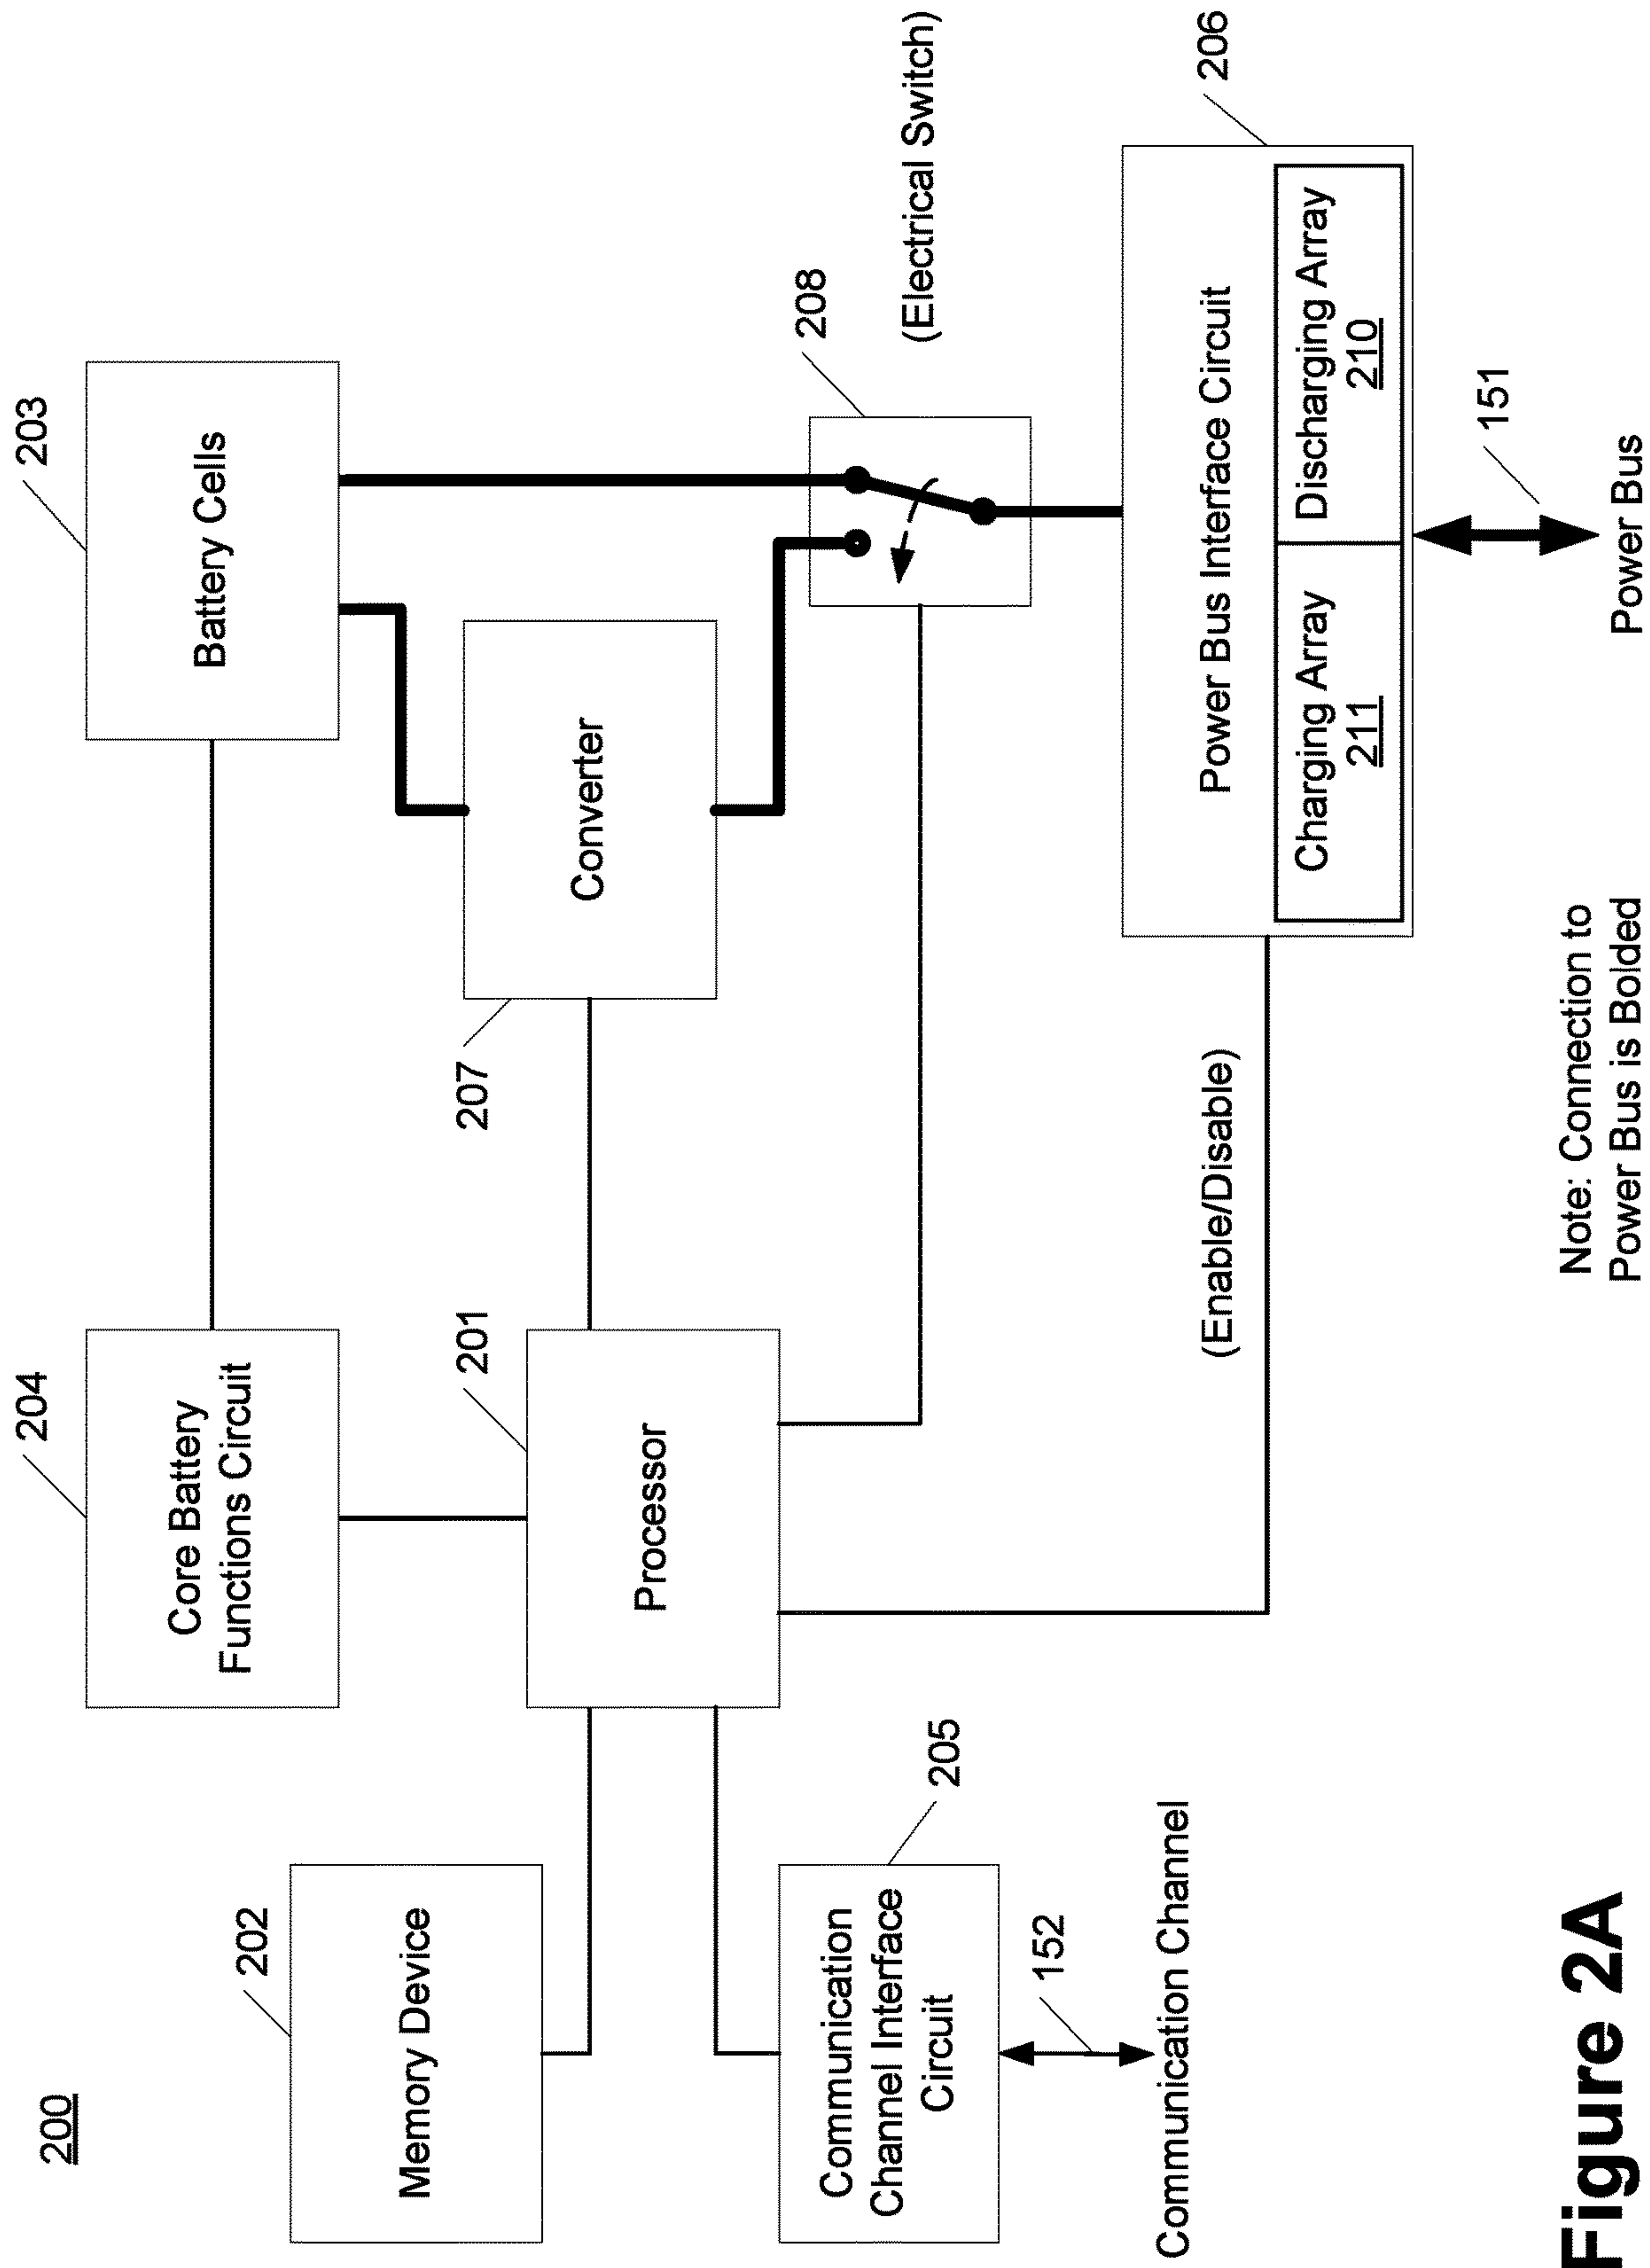 200
204
Core Battery
Functions Circuit
203
Battery Cells
202
Memory Device
201
Processor
207
Converter
205
Communication
Channel Interface
Circuit
152
Communication Channel
208
(Electrical Switch)
(Enable/Disable)
206
Power Bus Interface Circuit
Charging Array
211
Discharging Array
210
151
Power Bus
Note: Connection to
Power Bus is Bolded
Figure 2A